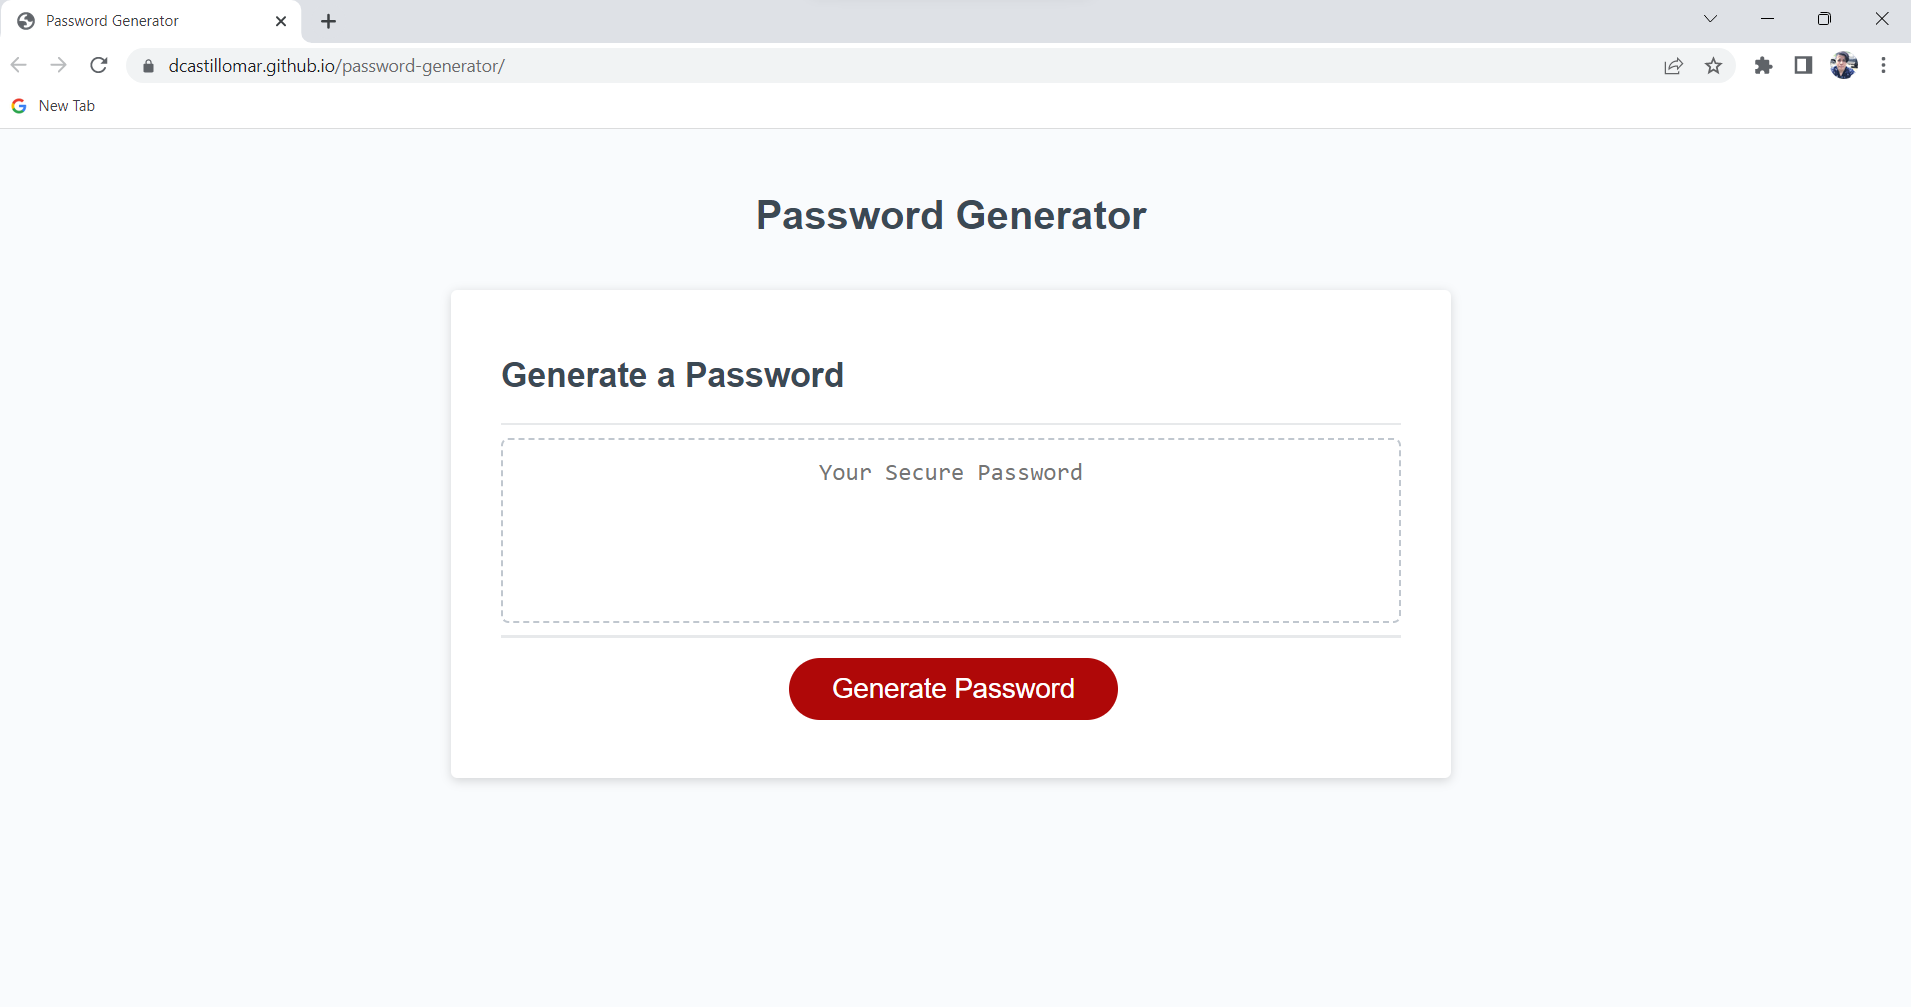 Password Generator
dcastillomar.github.io/password-generator/
New Tab
Password Generator
Generate a Password
Your Secure Password
Generate Password